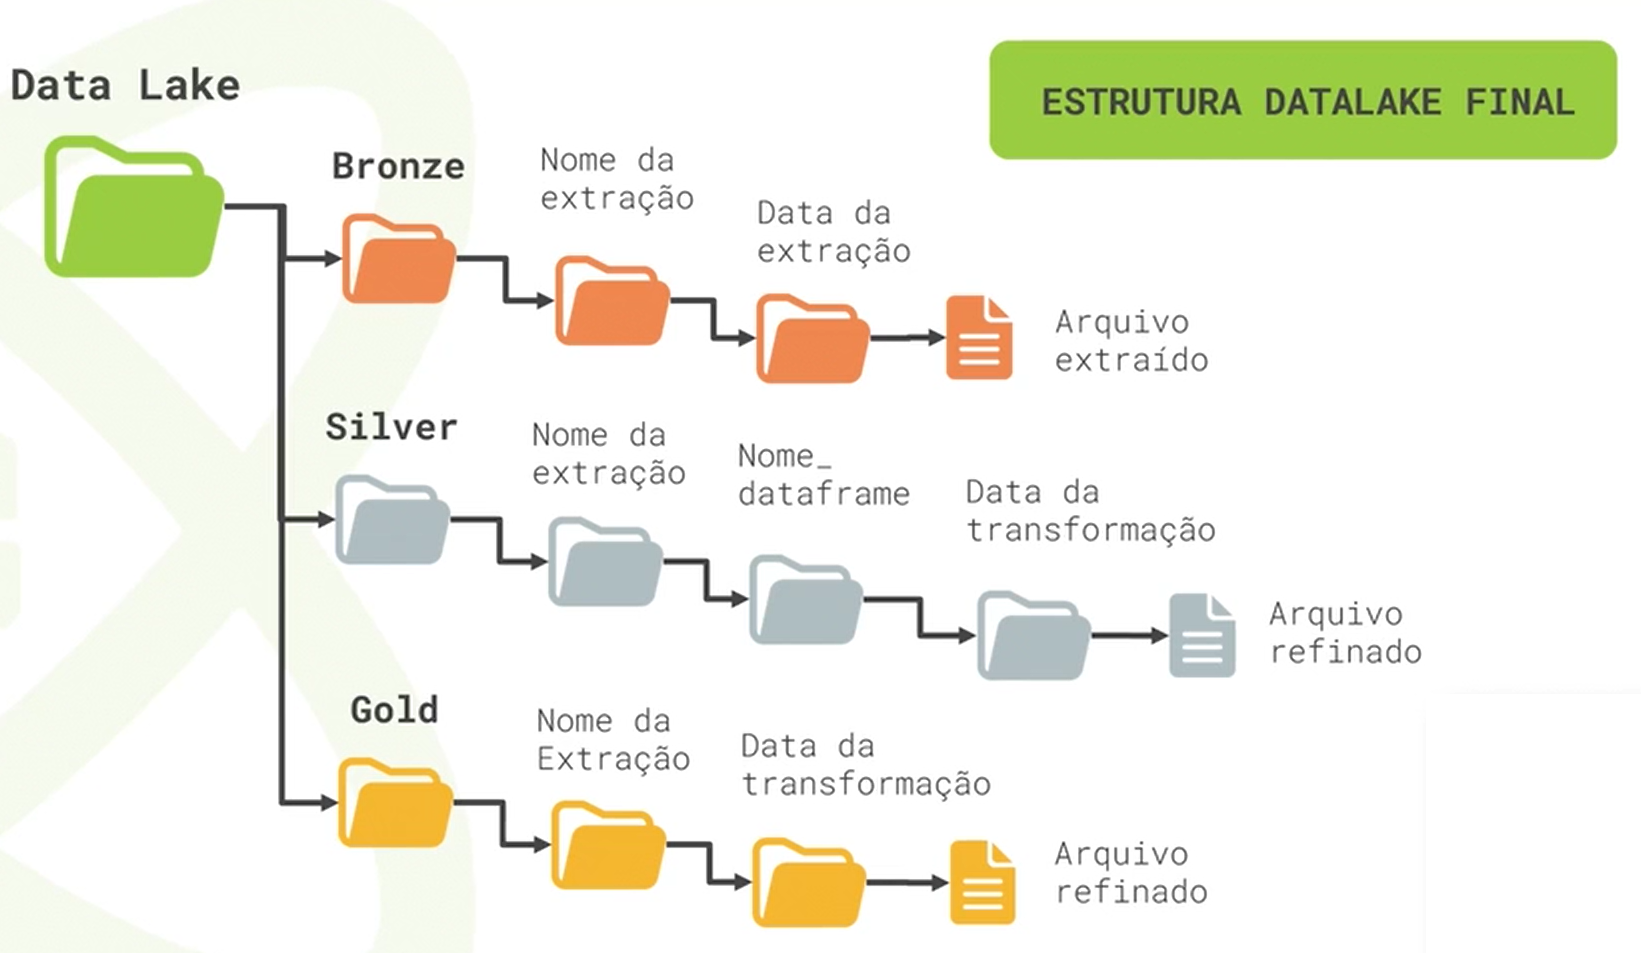 Data Lake
ESTRUTURA DATALAKE FINAL
Bronze
Nome da
extração
Data da
extração
Arquivo
extraído
Silver
Nome da
extração
Nome_
dataframe
Data da
transformação
Arquivo
refinado
Gold
Nome da
Extração
Data da
transformação
Arquivo
refinado